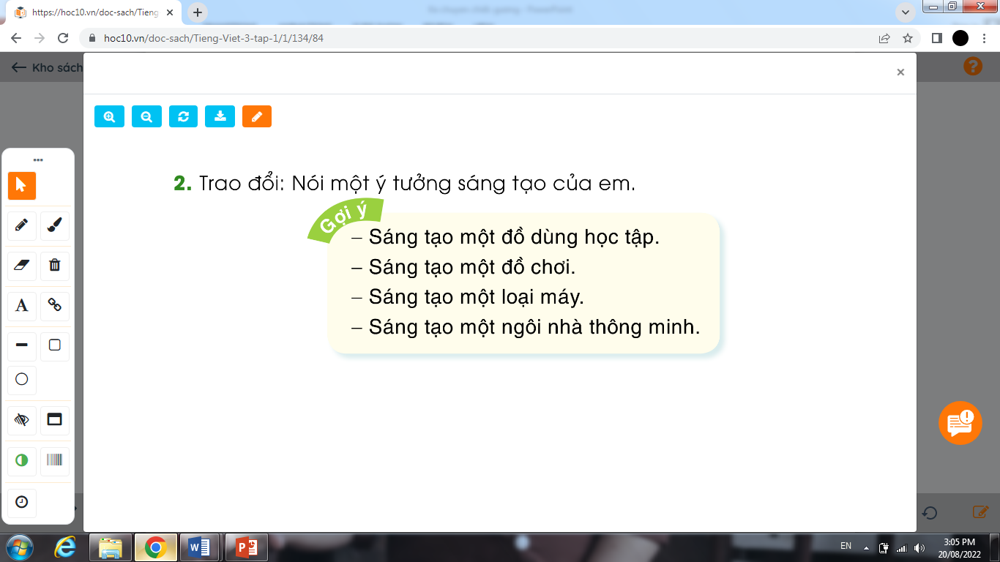 https://hoc10.vn/doc-sach/Tieng
hoc10.vn/doc-sach/Tieng-Viet-3-tap-1/1/134/84
Kho sách
2. Trao đổi: Nói một ý tưởng sáng tạo của em.
Gợi ý
– Sáng tạo một đồ dùng học tập.
– Sáng tạo một đồ chơi.
– Sáng tạo một loại máy.
– Sáng tạo một ngôi nhà thông minh.
EN
3:05 PM
20/08/2022